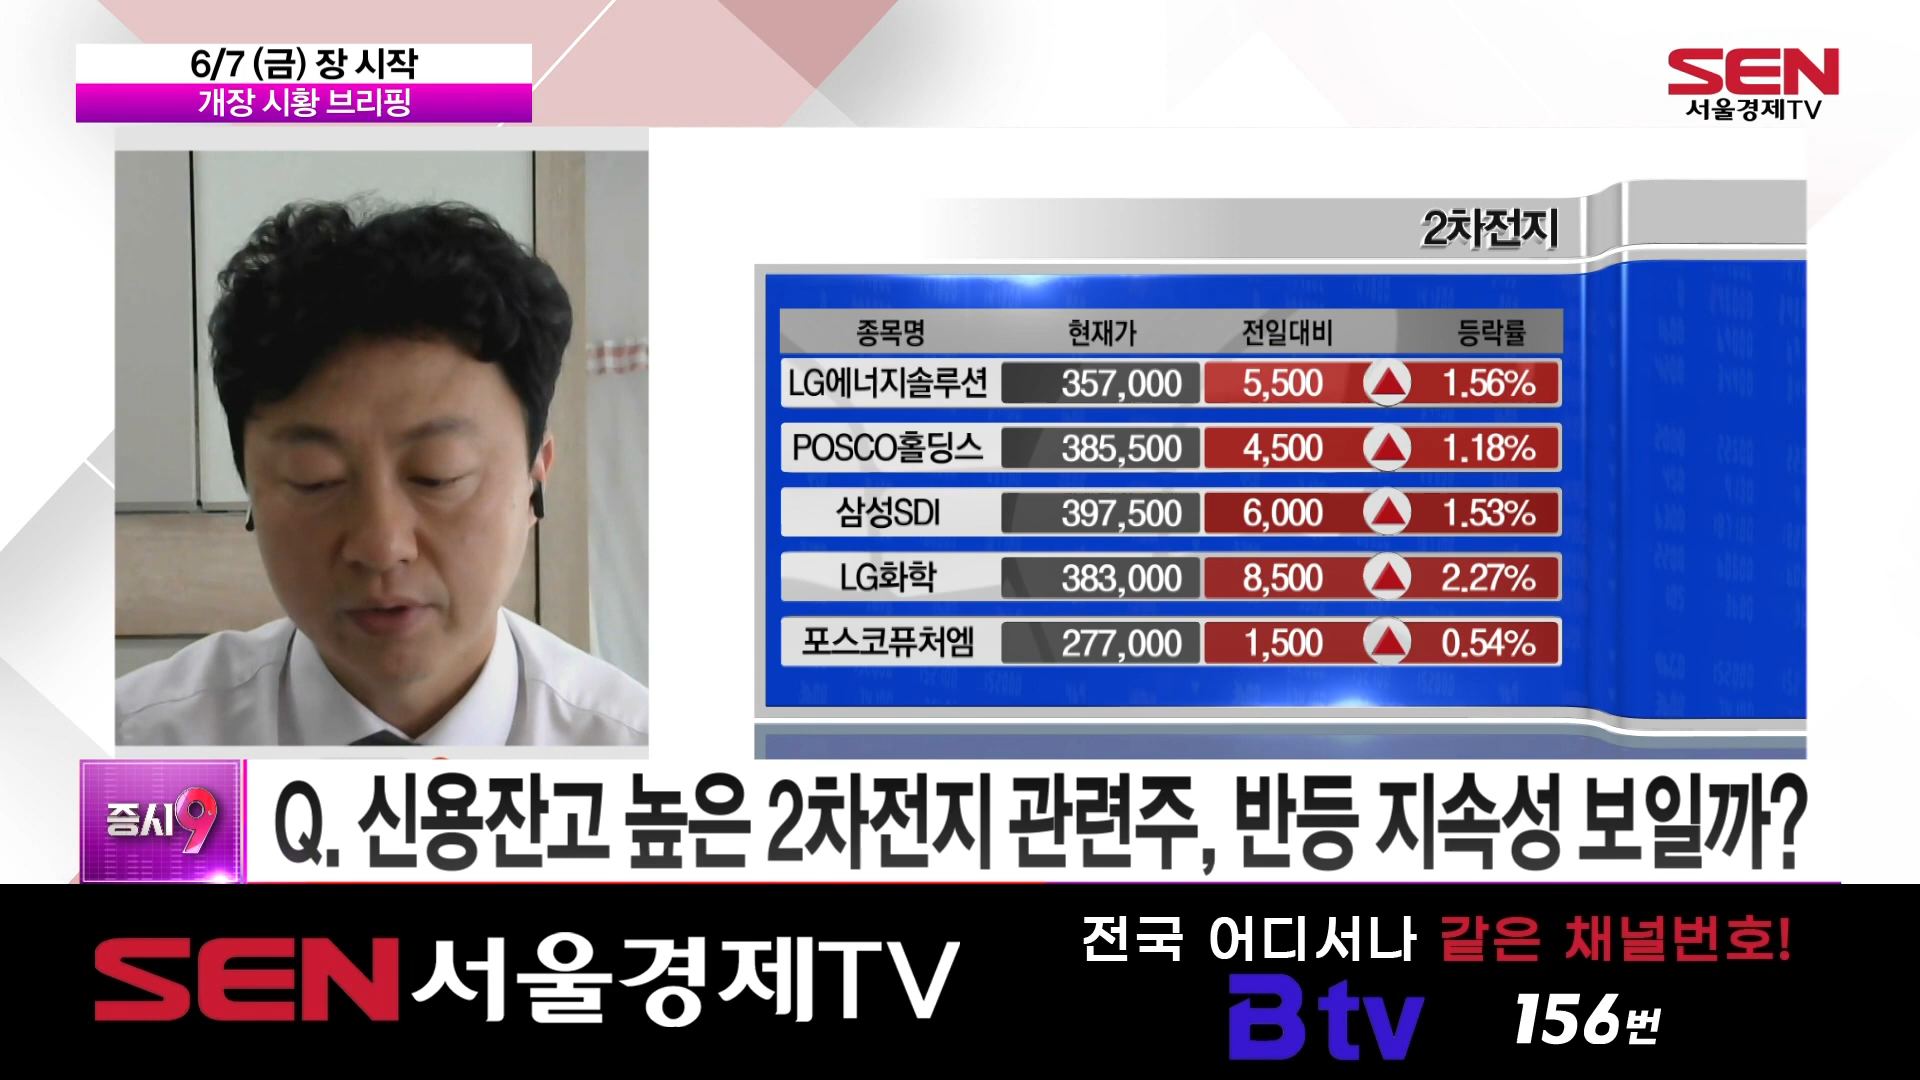 6/7 (금) 장 시작
개장 시황 브리핑
SEN
서울경제TV
2차전지
종목명 현재가 전일대비 등락률
LG에너지솔루션 357,000 5,500 ▲ 1.56%
POSCO홀딩스 385,500 4,500 ▲ 1.18%
삼성SDI 397,500 6,000 ▲ 1.53%
LG화학 383,000 8,500 ▲ 2.27%
포스코퓨처엠 277,000 1,500 ▲ 0.54%
증시9
Q. 신용잔고 높은 2차전지 관련주, 반등 지속성 보일까?
SEN서울경제TV
전국 어디서나 같은 채널번호!
B tv 156번